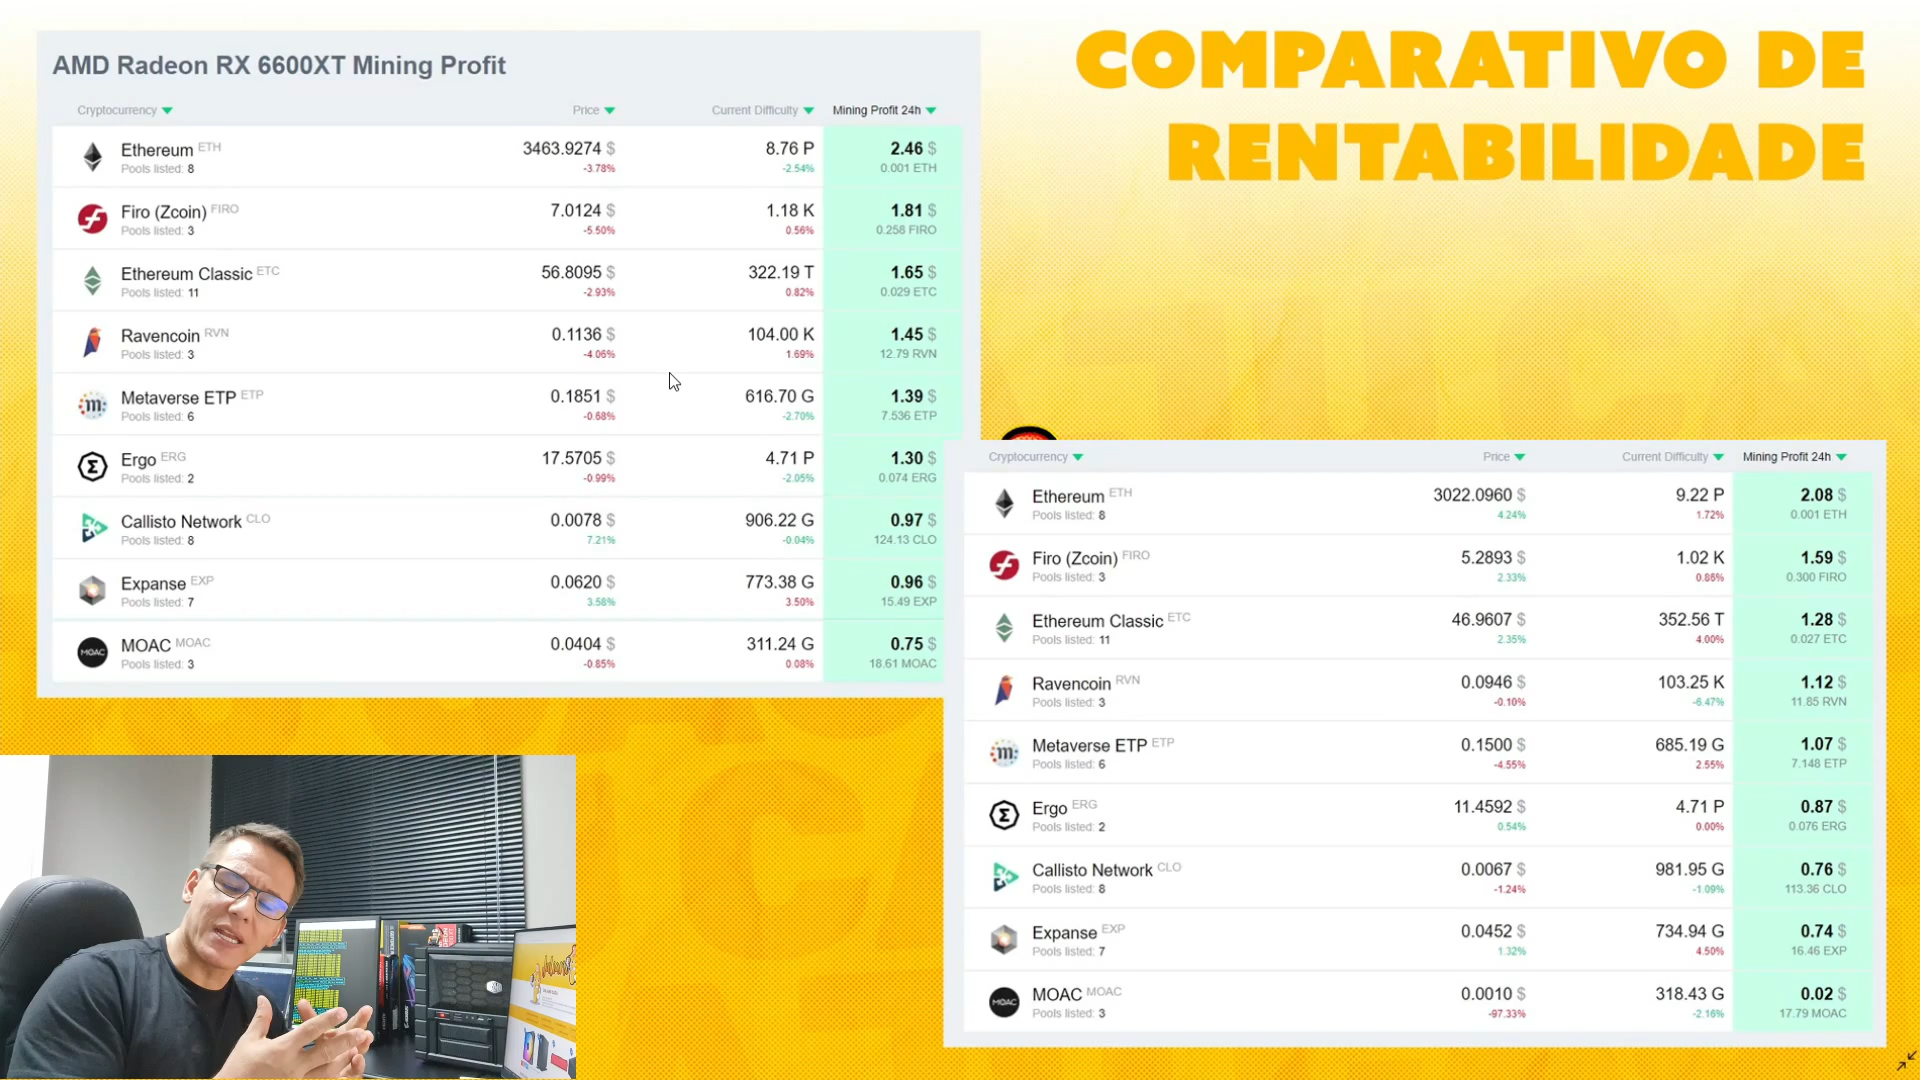 COMPARATIVO DE
RENTABILIDADE
AMD Radeon RX 6600XT Mining Profit
Cryptocurrency Price Current Difficulty Mining Profit 24h
Ethereum ETH 3463.9274 $ 8.76 P 2.46 $
Pools listed: 8 -3.78% -2.54% 0.001 ETH
Firo (Zcoin) FIRO 7.0124 $ 1.18 K 1.81 $
Pools listed: 3 -5.50% 0.56% 0.258 FIRO
Ethereum Classic ETC 56.8095 $ 322.19 T 1.65 $
Pools listed: 11 -2.93% 0.82% 0.029 ETC
Ravencoin RVN 0.1136 $ 104.00 K 1.45 $
Pools listed: 3 -4.06% 1.69% 12.79 RVN
Metaverse ETP ETP 0.1851 $ 616.70 G 1.39 $
Pools listed: 6 -0.68% -2.70% 7.536 ETP
Ergo ERG 17.5705 $ 4.71 P 1.30 $
Pools listed: 2 -0.99% -2.05% 0.074 ERG
Callisto Network CLO 0.0078 $ 906.22 G 0.97 $
Pools listed: 8 7.21% -0.04% 124.13 CLO
Expanse EXP 0.0620 $ 773.38 G 0.96 $
Pools listed: 7 3.58% 3.50% 15.49 EXP
MOAC MOAC 0.0404 $ 311.24 G 0.75 $
Pools listed: 3 -0.85% 0.08% 18.61 MOAC
Cryptocurrency Price Current Difficulty Mining Profit 24h
Ethereum ETH 3022.0960 $ 9.22 P 2.08 $
Pools listed: 8 4.24% 1.72% 0.001 ETH
Firo (Zcoin) FIRO 5.2893 $ 1.02 K 1.59 $
Pools listed: 3 2.33% 0.86% 0.300 FIRO
Ethereum Classic ETC 46.9607 $ 352.56 T 1.28 $
Pools listed: 11 2.35% 4.00% 0.027 ETC
Ravencoin RVN 0.0946 $ 103.25 K 1.12 $
Pools listed: 3 -0.10% -6.47% 11.85 RVN
Metaverse ETP ETP 0.1500 $ 685.19 G 1.07 $
Pools listed: 6 -4.55% 2.55% 7.148 ETP
Ergo ERG 11.4592 $ 4.71 P 0.87 $
Pools listed: 2 0.54% 0.00% 0.076 ERG
Callisto Network CLO 0.0067 $ 981.95 G 0.76 $
Pools listed: 8 -1.24% -1.09% 113.36 CLO
Expanse EXP 0.0452 $ 734.94 G 0.74 $
Pools listed: 7 1.32% 4.50% 16.46 EXP
MOAC MOAC 0.0010 $ 318.43 G 0.02 $
Pools listed: 3 -97.33% -2.16% 17.79 MOAC